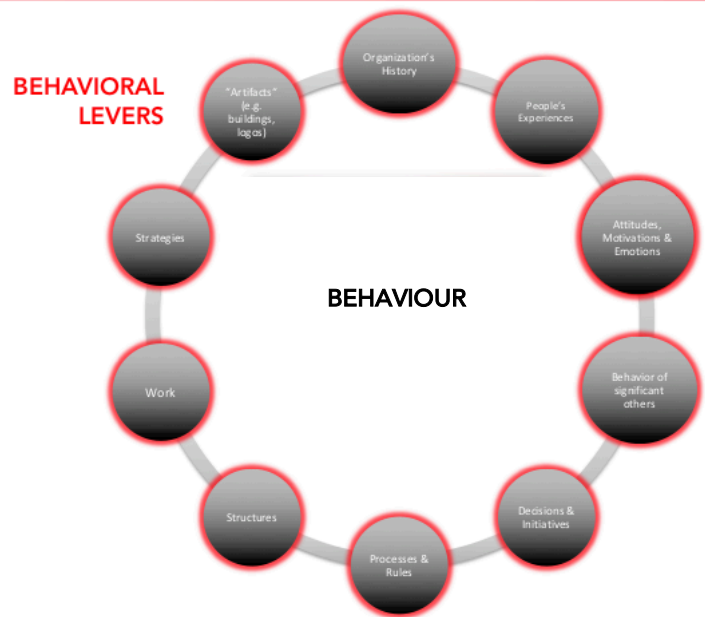 BEHAVIORAL
LEVERS
Organization's
History
"Artifacts"
(e.g.
buildings,
logos)
People's
Experiences
Strategies
Attitudes,
Motivations &
Emotions
BEHAVIOUR
Work
Behavior of
significant
others
Structures
Decisions &
Initiatives
Processes &
Rules